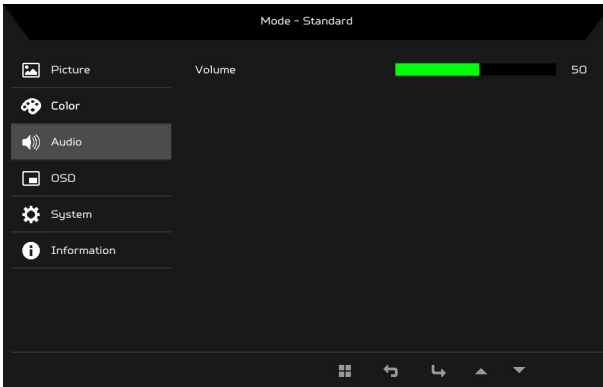 Mode - Standard
Picture
Volume 50
Color
Audio
OSD
System
Information